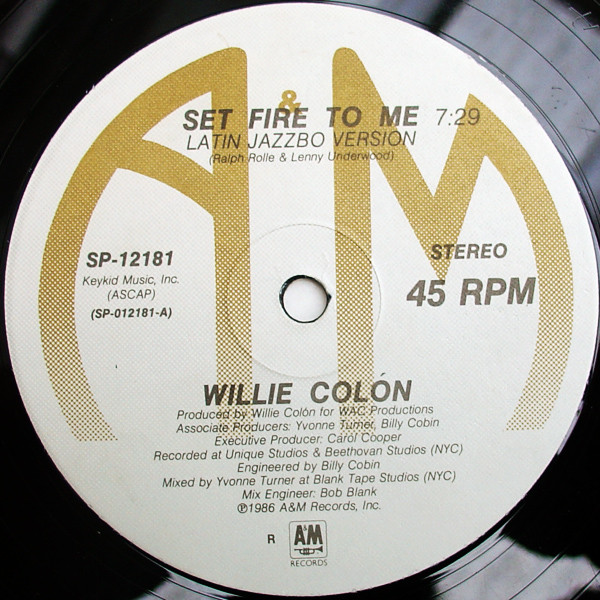 A&M
SET FIRE TO ME 7:29
LATIN JAZZBO VERSION
(Ralph Rolle & Lenny Underwood)
SP-12181
Keykid Music, Inc.
(ASCAP)
(SP-012181-A)
STEREO
45 RPM
WILLIE COLÓN
Produced by Willie Colón for WAC Productions
Associate Producers: Yvonne Turner, Billy Cobin
Executive Producer: Carol Cooper
Recorded at Unique Studios & Beethovan Studios (NYC)
Engineered by Billy Cobin
Mixed by Yvonne Turner at Blank Tape Studios (NYC)
Mix Engineer: Bob Blank
℗1986 A&M Records, Inc.
R
A&M
RECORDS